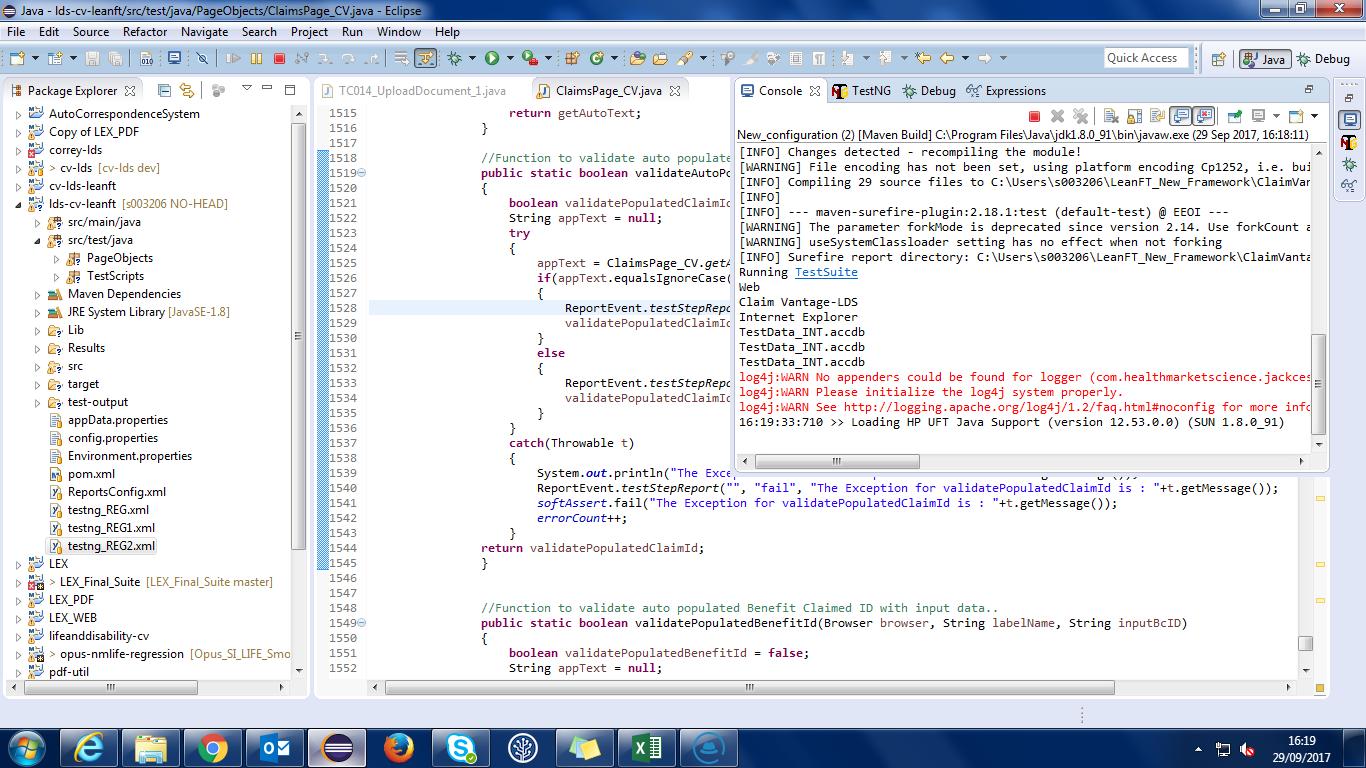 Java - lds-cv-leanft/src/test/java/PageObjects/ClaimsPage_CV.java - Eclipse
File Edit Source Refactor Navigate Search Project Run Window Help
Quick Access Java Debug
Package Explorer
AutoCorrespondenceSystem
Copy of LEX_PDF
correy-lds
> cv-lds [cv-lds dev]
cv-lds-leanft
lds-cv-leanft [s003206 NO-HEAD]
src/main/java
src/test/java
PageObjects
TestScripts
Maven Dependencies
JRE System Library [JavaSE-1.8]
Lib
Results
src
target
test-output
appData.properties
config.properties
Environment.properties
pom.xml
ReportsConfig.xml
testng_REG.xml
testng_REG1.xml
testng_REG2.xml
LEX
> LEX_Final_Suite [LEX_Final_Suite master]
LEX_PDF
LEX_WEB
lifeanddisability-cv
> opus-nmlife-regression [Opus_SI_LIFE_Smo
pdf-util
TC014_UploadDocument_1.java ClaimsPage_CV.java
1515 return getAutoText;
1516 }
1517
1518 //Function to validate auto populate
1519 public static boolean validateAutoPo
1520 {
1521 boolean validatePopulatedClaimId
1522 String appText = null;
1523 try
1524 {
1525 appText = ClaimsPage_CV.getA
1526 if(appText.equalsIgnoreCase(
1527 {
1528 ReportEvent.testStepRepo
1529 validatePopulatedClaimId
1530 }
1531 else
1532 {
1533 ReportEvent.testStepRepo
1534 validatePopulatedClaimId
1535 }
1536 }
1537 catch(Throwable t)
1538 {
1539 System.out.println("The Exce
1540 ReportEvent.testStepReport("", "fail", "The Exception for validatePopulatedClaimId is : "+t.getMessage());
1541 softAssert.fail("The Exception for validatePopulatedClaimId is : "+t.getMessage());
1542 errorCount++;
1543 }
1544 return validatePopulatedClaimId;
1545 }
1546
1547
1548 //Function to validate auto populated Benefit Claimed ID with input data..
1549 public static boolean validatePopulatedBenefitId(Browser browser, String labelName, String inputBcID)
1550 {
1551 boolean validatePopulatedBenefitId = false;
1552 String appText = null;
Console TestNG Debug Expressions
New_configuration (2) [Maven Build] C:\Program Files\Java\jdk1.8.0_91\bin\javaw.exe (29 Sep 2017, 16:18:11)
[INFO] Changes detected - recompiling the module!
[WARNING] File encoding has not been set, using platform encoding Cp1252, i.e. bui
[INFO] Compiling 29 source files to C:\Users\s003206\LeanFT_New_Framework\ClaimVan
[INFO]
[INFO] --- maven-surefire-plugin:2.18.1:test (default-test) @ EEOI ---
[WARNING] The parameter forkMode is deprecated since version 2.14. Use forkCount a
[WARNING] useSystemClassloader setting has no effect when not forking
[INFO] Surefire report directory: C:\Users\s003206\LeanFT_New_Framework\ClaimVanta
Running TestSuite
Web
Claim Vantage-LDS
Internet Explorer
TestData_INT.accdb
TestData_INT.accdb
TestData_INT.accdb
log4j:WARN No appenders could be found for logger (com.healthmarketscience.jackces
log4j:WARN Please initialize the log4j system properly.
log4j:WARN See http://logging.apache.org/log4j/1.2/faq.html#noconfig for more info
16:19:33:710 >> Loading HP UFT Java Support (version 12.53.0.0) (SUN 1.8.0_91)
16:19
29/09/2017